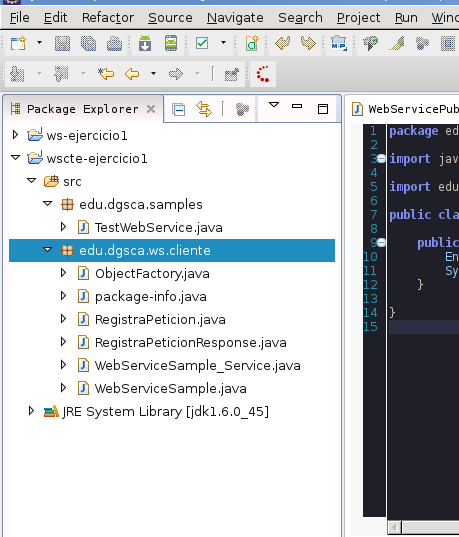 File Edit Refactor Source Navigate Search Project Run
Package Explorer
ws-ejercicio1
wscte-ejercicio1
src
edu.dgsca.samples
TestWebService.java
edu.dgsca.ws.cliente
ObjectFactory.java
package-info.java
RegistraPeticion.java
RegistraPeticionResponse.java
WebServiceSample_Service.java
WebServiceSample.java
JRE System Library [jdk1.6.0_45]
WebServicePub
1 package ed
2
3 import jav
5 import edu
6
7 public cla
8
9 public
10 En
11 Sy
12 }
13
14 }
15